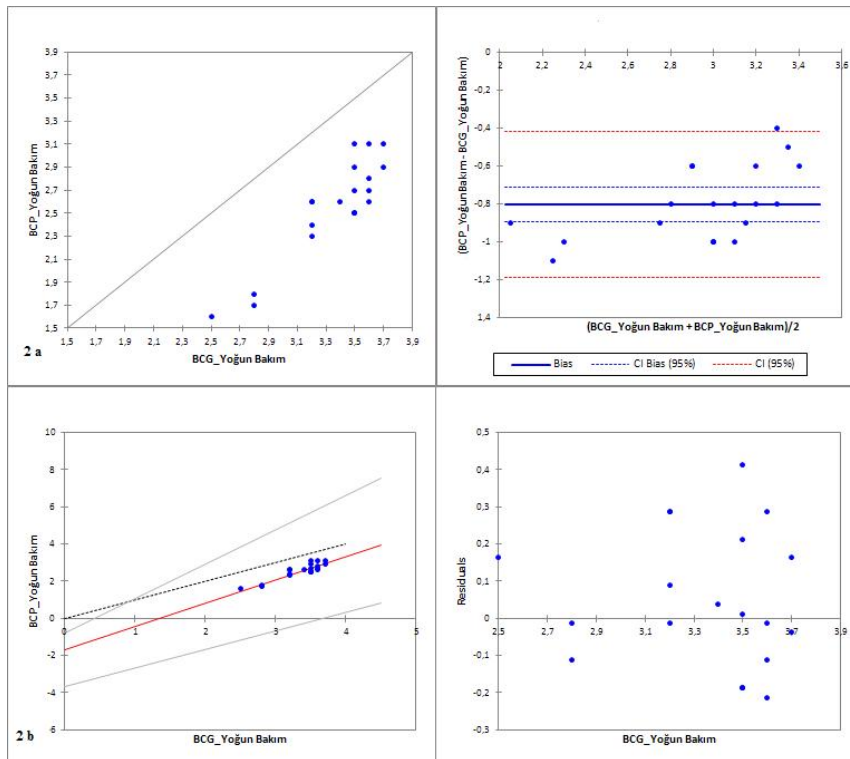 3,9
3,7
3,5
3,3
3,1
2,9
2,7
2,5
2,3
2,1
1,9
1,7
1,5
BCP_Yoğun Bakım
1,5 1,7 1,9 2,1 2,3 2,5 2,7 2,9 3,1 3,3 3,5 3,7 3,9
BCG_Yoğun Bakım
2 a
0
2 2,2 2,4 2,6 2,8 3 3,2 3,4 3,6
-0,2
-0,4
-0,6
-0,8
-1
-1,2
1,4
(BCP_Yoğun Bakım - BCG_Yoğun Bakım)
(BCG_Yoğun Bakım + BCP_Yoğun Bakım)/2
Bias CI Bias (95%) CI (95%)
10
8
6
4
2
0
-2
-4
6
BCP_Yoğun Bakım
0 1 2 3 4 5
BCG_Yoğun Bakım
2 b
0,5
0,4
0,3
0,2
0,1
0
-0,1
-0,2
-0,3
Residuals
2,5 2,7 2,9 3,1 3,3 3,5 3,7 3,9
BCG_Yoğun Bakım